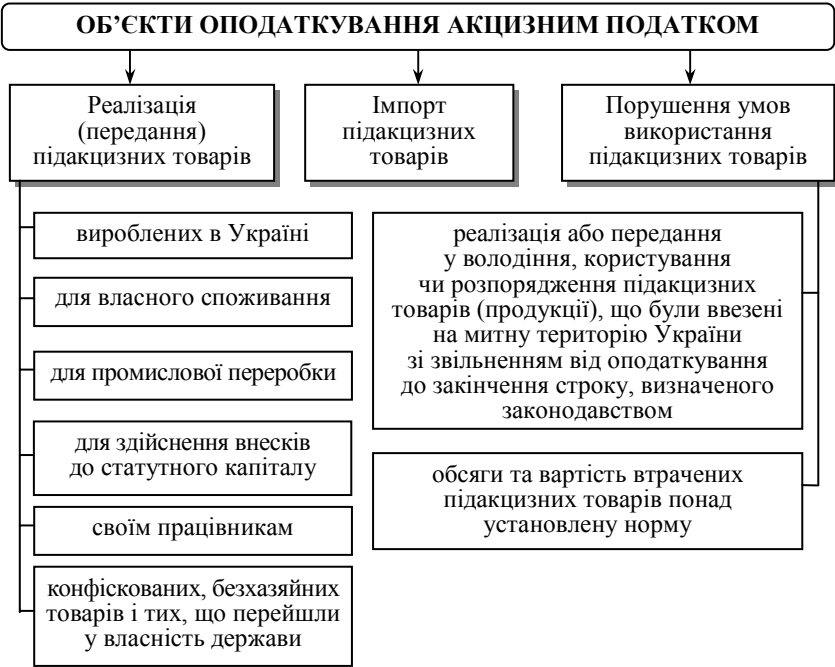 ОБ’ЄКТИ ОПОДАТКУВАННЯ АКЦИЗНИМ ПОДАТКОМ
Реалізація
(передання)
підакцизних товарів
Імпорт
підакцизних
товарів
Порушення умов
використання
підакцизних товарів
вироблених в Україні
для власного споживання
для промислової переробки
для здійснення внесків
до статутного капіталу
своїм працівникам
конфіскованих, безхазяйних
товарів і тих, що перейшли
у власність держави
реалізація або передання
у володіння, користування
чи розпорядження підакцизних
товарів (продукції), що були ввезені
на митну територію України
зі звільненням від оподаткування
до закінчення строку, визначеного
законодавством
обсяги та вартість втрачених
підакцизних товарів понад
установлену норму